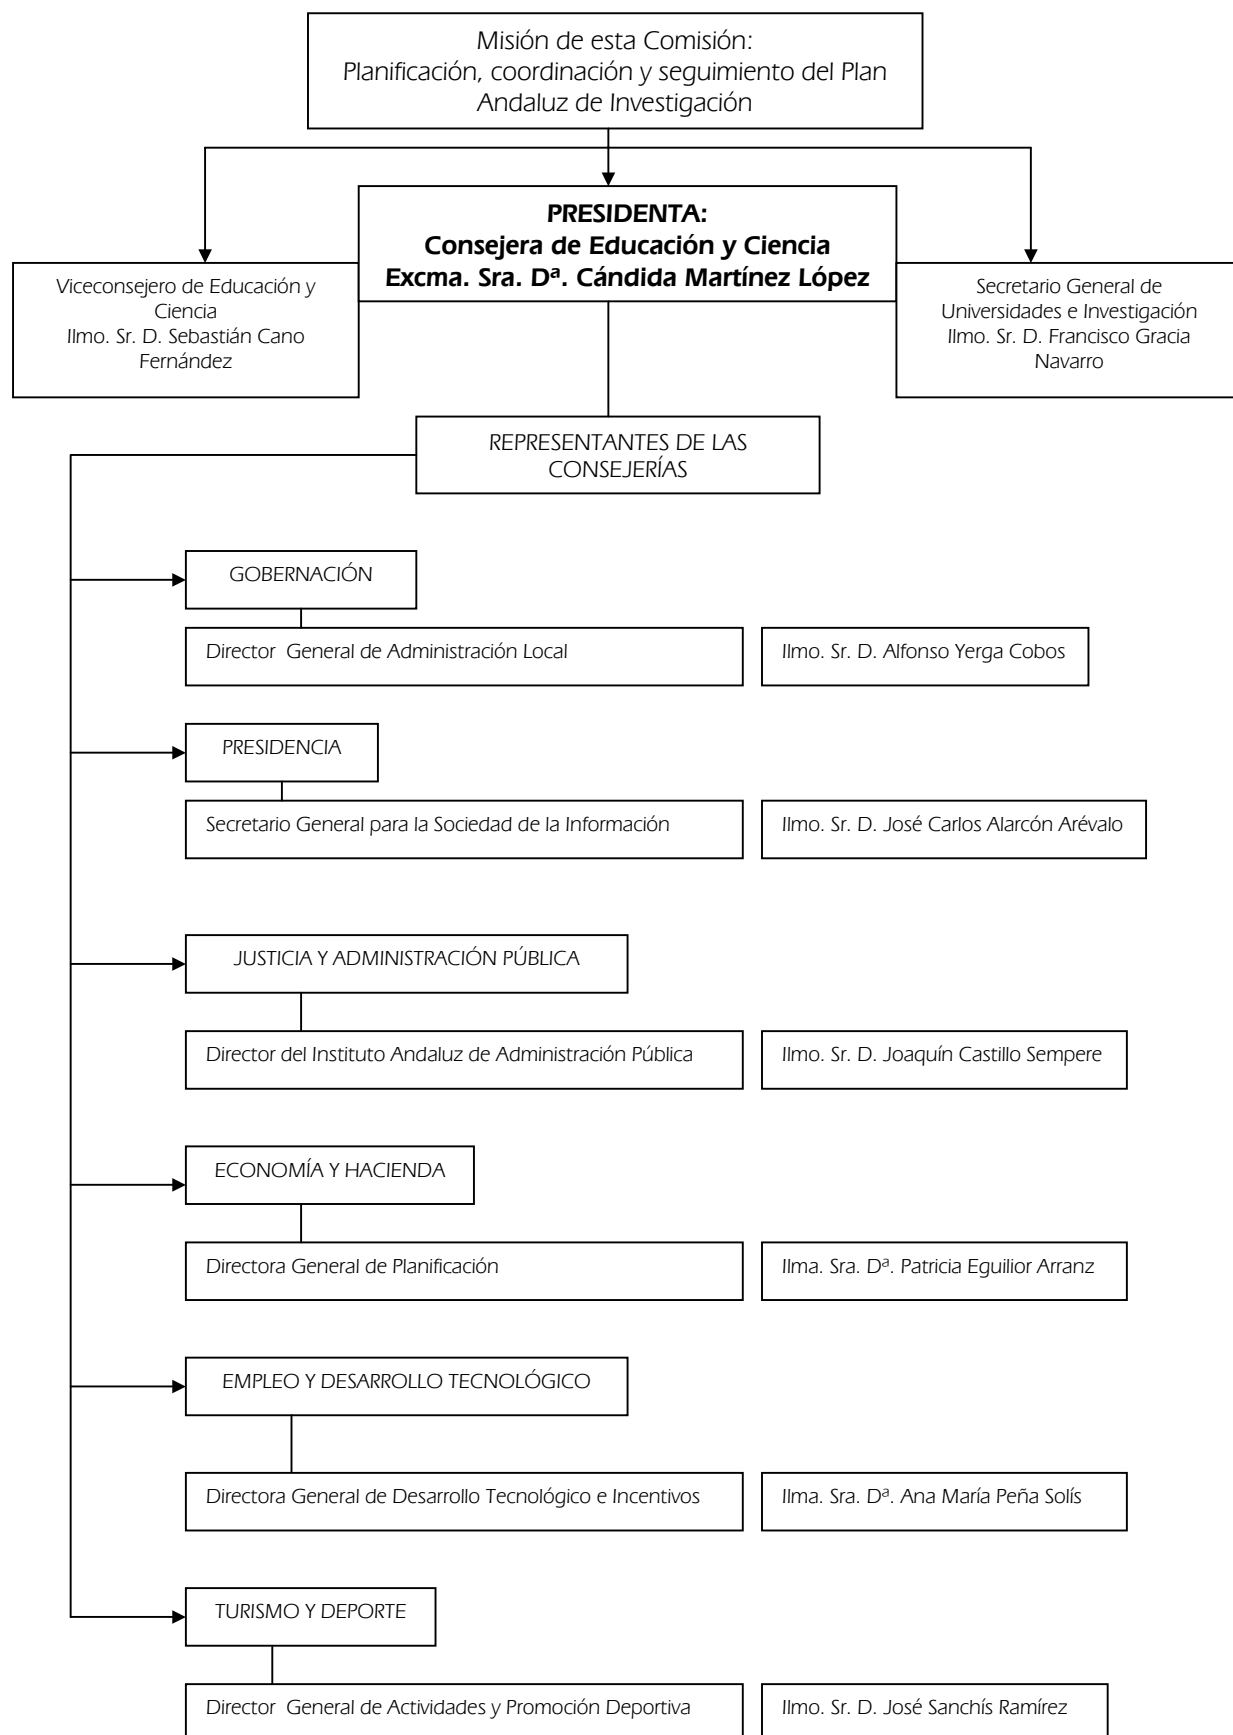 Misión de esta Comisión:
Planificación, coordinación y seguimiento del Plan
Andaluz de Investigación
PRESIDENTA:
Consejera de Educación y Ciencia
Excma. Sra. Dª. Cándida Martínez López
Viceconsejero de Educación y
Ciencia
Ilmo. Sr. D. Sebastián Cano
Fernández
Secretario General de
Universidades e Investigación
Ilmo. Sr. D. Francisco Gracia
Navarro
REPRESENTANTES DE LAS
CONSEJERÍAS
GOBERNACIÓN
Director General de Administración Local
Ilmo. Sr. D. Alfonso Yerga Cobos
PRESIDENCIA
Secretario General para la Sociedad de la Información
Ilmo. Sr. D. José Carlos Alarcón Arévalo
JUSTICIA Y ADMINISTRACIÓN PÚBLICA
Director del Instituto Andaluz de Administración Pública
Ilmo. Sr. D. Joaquín Castillo Sempere
ECONOMÍA Y HACIENDA
Directora General de Planificación
Ilma. Sra. Dª. Patricia Eguilior Arranz
EMPLEO Y DESARROLLO TECNOLÓGICO
Directora General de Desarrollo Tecnológico e Incentivos
Ilma. Sra. Dª. Ana María Peña Solís
TURISMO Y DEPORTE
Director General de Actividades y Promoción Deportiva
Ilmo. Sr. D. José Sanchís Ramírez